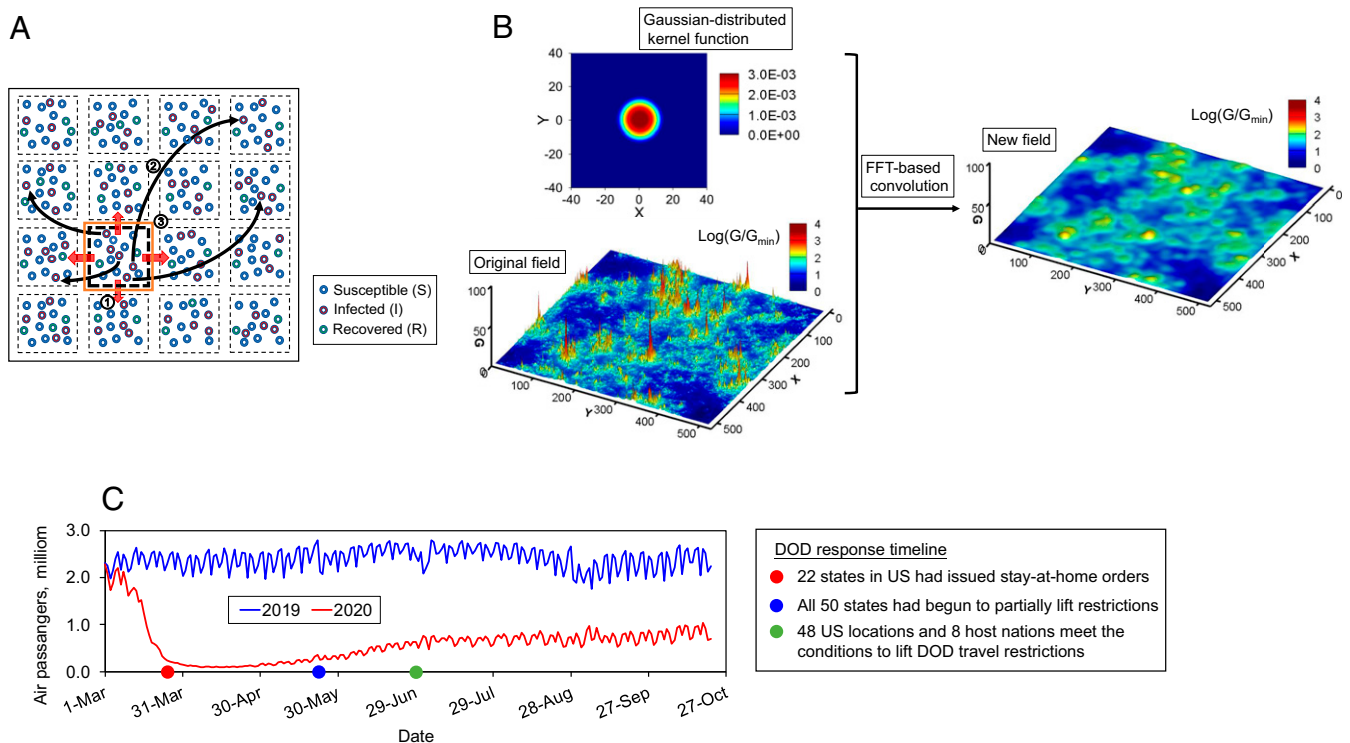 A
②
③
①
Susceptible (S)
Infected (I)
Recovered (R)
B
Gaussian-distributed
kernel function
40
20
Y 0
-20
-40
-40 -20 0 20 40
X
3.0E-03
2.0E-03
1.0E-03
0.0E+00
Original field
Log(G/Gmin)
4
3
2
1
0
100
50
G
0
100
200
Y 300
400
500
0
100
200
X
300
400
500
FFT-based
convolution
New field
Log(G/Gmin)
4
3
2
1
0
100
50
G
0
100
200
Y 300
400
500
0
100
200
X
300
400
500
C
Air passangers, milliom
3.0
2.0
1.0
0.0
2019 2020
1-Mar 31-Mar 30-Apr 30-May 29-Jun 29-Jul 28-Aug 27-Sep 27-Oct
Date
DOD response timeline
22 states in US had issued stay-at-home orders
All 50 states had begun to partially lift restrictions
48 US locations and 8 host nations meet the
conditions to lift DOD travel restrictions